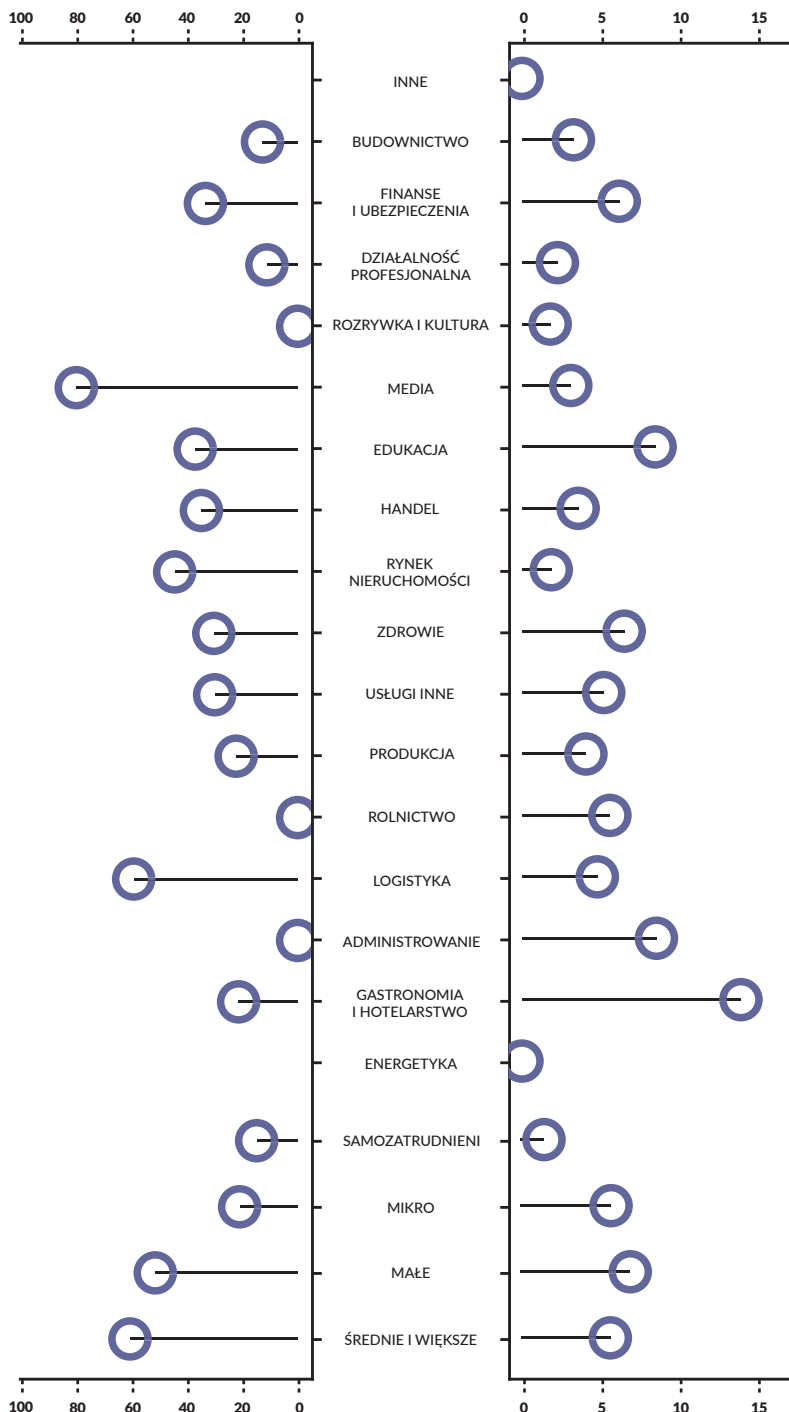 100 80 60 40 20 0 0 5 10 15
INNE
BUDOWNICTWO
FINANSE
I UBEZPIECZENIA
DZIAŁALNOŚĆ
PROFESJONALNA
ROZRYWKA I KULTURA
MEDIA
EDUKACJA
HANDEL
RYNEK
NIERUCHOMOŚCI
ZDROWIE
USŁUGI INNE
PRODUKCJA
ROLNICTWO
LOGISTYKA
ADMINISTROWANIE
GASTRONOMIA
I HOTELARSTWO
ENERGETYKA
SAMOZATRUDNIENI
MIKRO
MAŁE
ŚREDNIE I WIĘKSZE
100 80 60 40 20 0 0 5 10 15